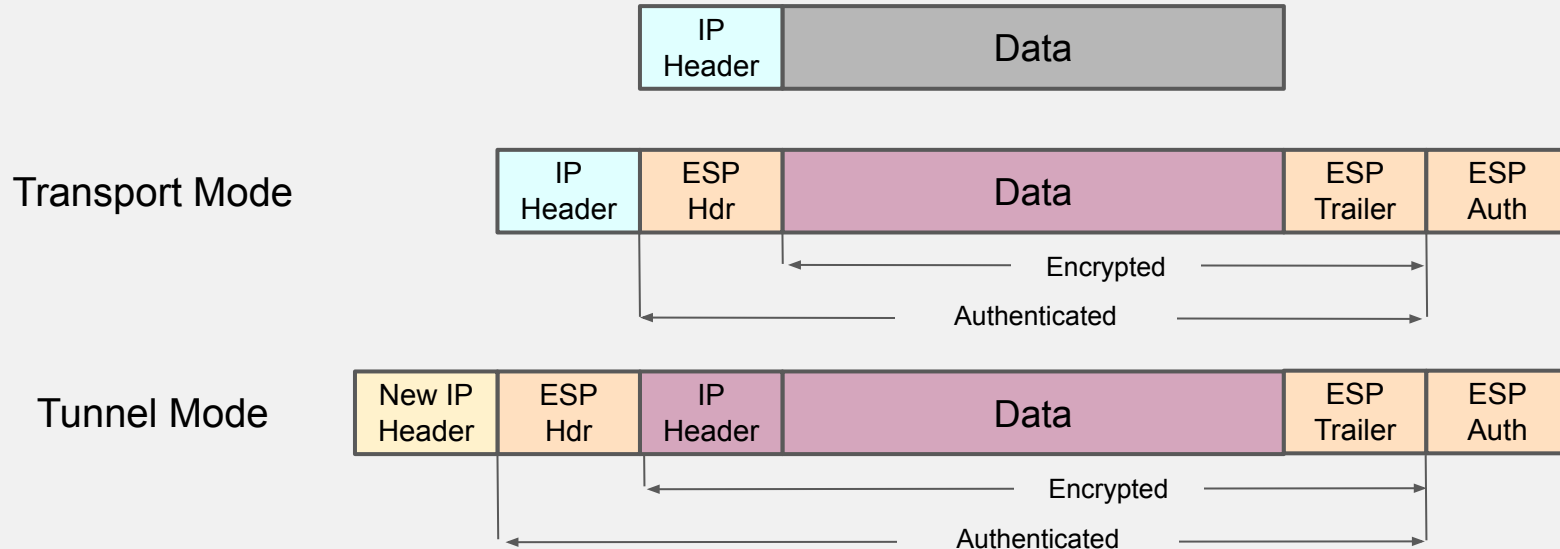 IP
Header
Data
Transport Mode
IP
Header
ESP
Hdr
Data
ESP
Trailer
ESP
Auth
Encrypted
Authenticated
Tunnel Mode
New IP
Header
ESP
Hdr
IP
Header
Data
ESP
Trailer
ESP
Auth
Encrypted
Authenticated